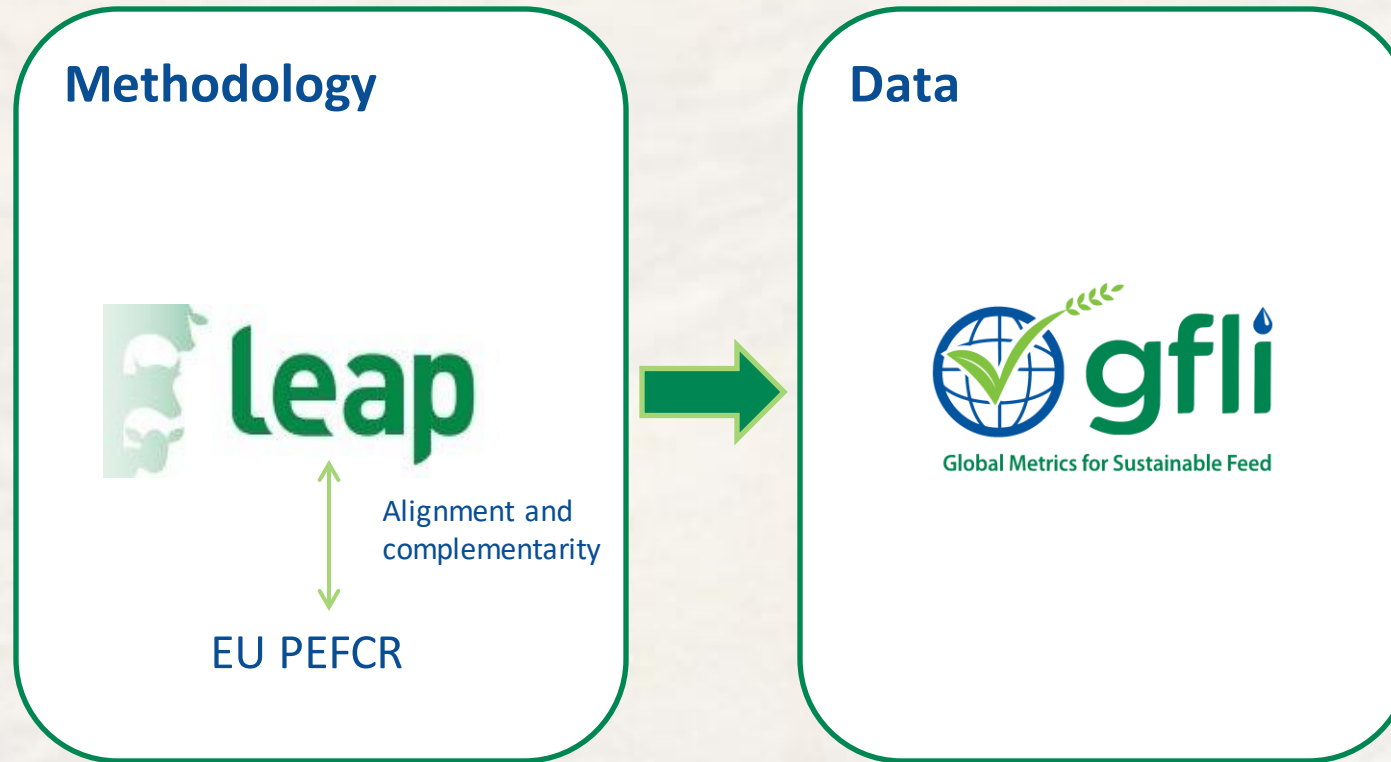 Methodology
leap
Alignment and
complementarity
EU PEFCR
Data
gfli
Global Metrics for Sustainable Feed